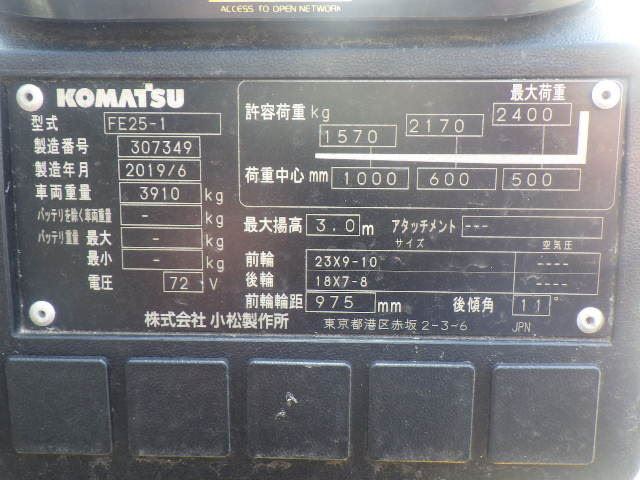 ACCESS TO OPEN NETWORK
KOMATSU
型式 FE25-1
製造番号 307349
製造年月 2019/6
車両重量 3910 kg
バッテリを除く車両重量 - kg
バッテリ重量 最大 - kg
最小 - kg
電圧 72 V
最大荷重
許容荷重 kg 1570 2170 2400
荷重中心 mm 1000 600 500
最大揚高 3.0 m アタッチメント ---
サイズ 空気圧
前輪 23X9-10 ----
後輪 18X7-8 ----
前輪輪距 975 mm 後傾角 11°
株式会社 小松製作所 東京都港区赤坂 2-3-6 JPN